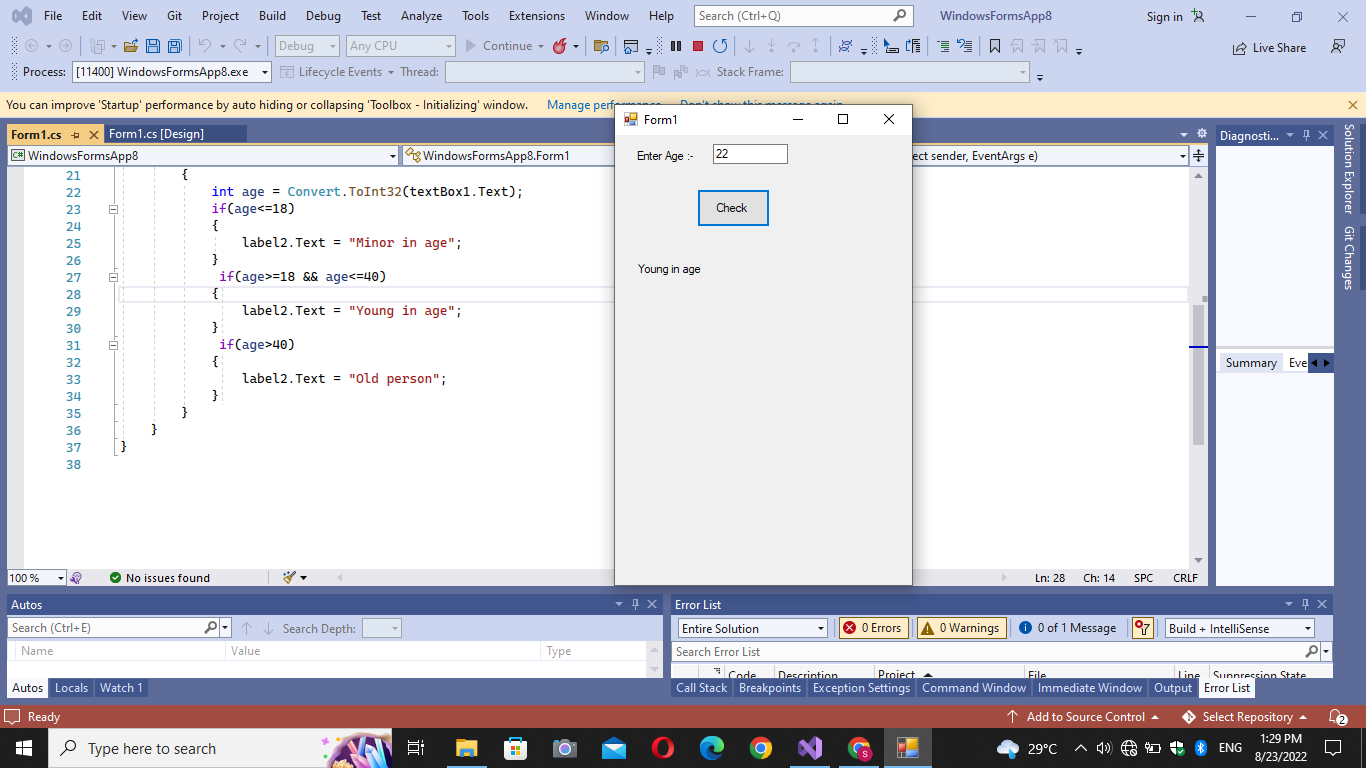 File Edit View Git Project Build Debug Test Analyze Tools Extensions Window Help Search (Ctrl+Q) WindowsFormsApp8 Sign in
Debug Any CPU Continue Live Share
Process: [11400] WindowsFormsApp8.exe Lifecycle Events Thread: Stack Frame:
You can improve 'Startup' performance by auto hiding or collapsing 'Toolbox - Initializing' window. Manage performance Don't show this message again
Form1.cs Form1.cs [Design]
WindowsFormsApp8 WindowsFormsApp8.Form1 ect sender, EventArgs e)
21 {
22 int age = Convert.ToInt32(textBox1.Text);
23 if(age<=18)
24 {
25 label2.Text = "Minor in age";
26 }
27 if(age>=18 && age<=40)
28 {
29 label2.Text = "Young in age";
30 }
31 if(age>40)
32 {
33 label2.Text = "Old person";
34 }
35 }
36 }
37 }
38
100 % No issues found Ln: 28 Ch: 14 SPC CRLF
Form1
Enter Age :- 22
Check
Young in age
Diagnosti...
Summary Eve
Solution Explorer
Git Changes
Autos
Search (Ctrl+E) Search Depth:
Name Value Type
Autos Locals Watch 1
Error List
Entire Solution 0 Errors 0 Warnings 0 of 1 Message Build + IntelliSense
Search Error List
Code Description Project File Line Suppression State
Call Stack Breakpoints Exception Settings Command Window Immediate Window Output Error List
Ready Add to Source Control Select Repository 2
Type here to search S 29°C ENG 1:29 PM
8/23/2022